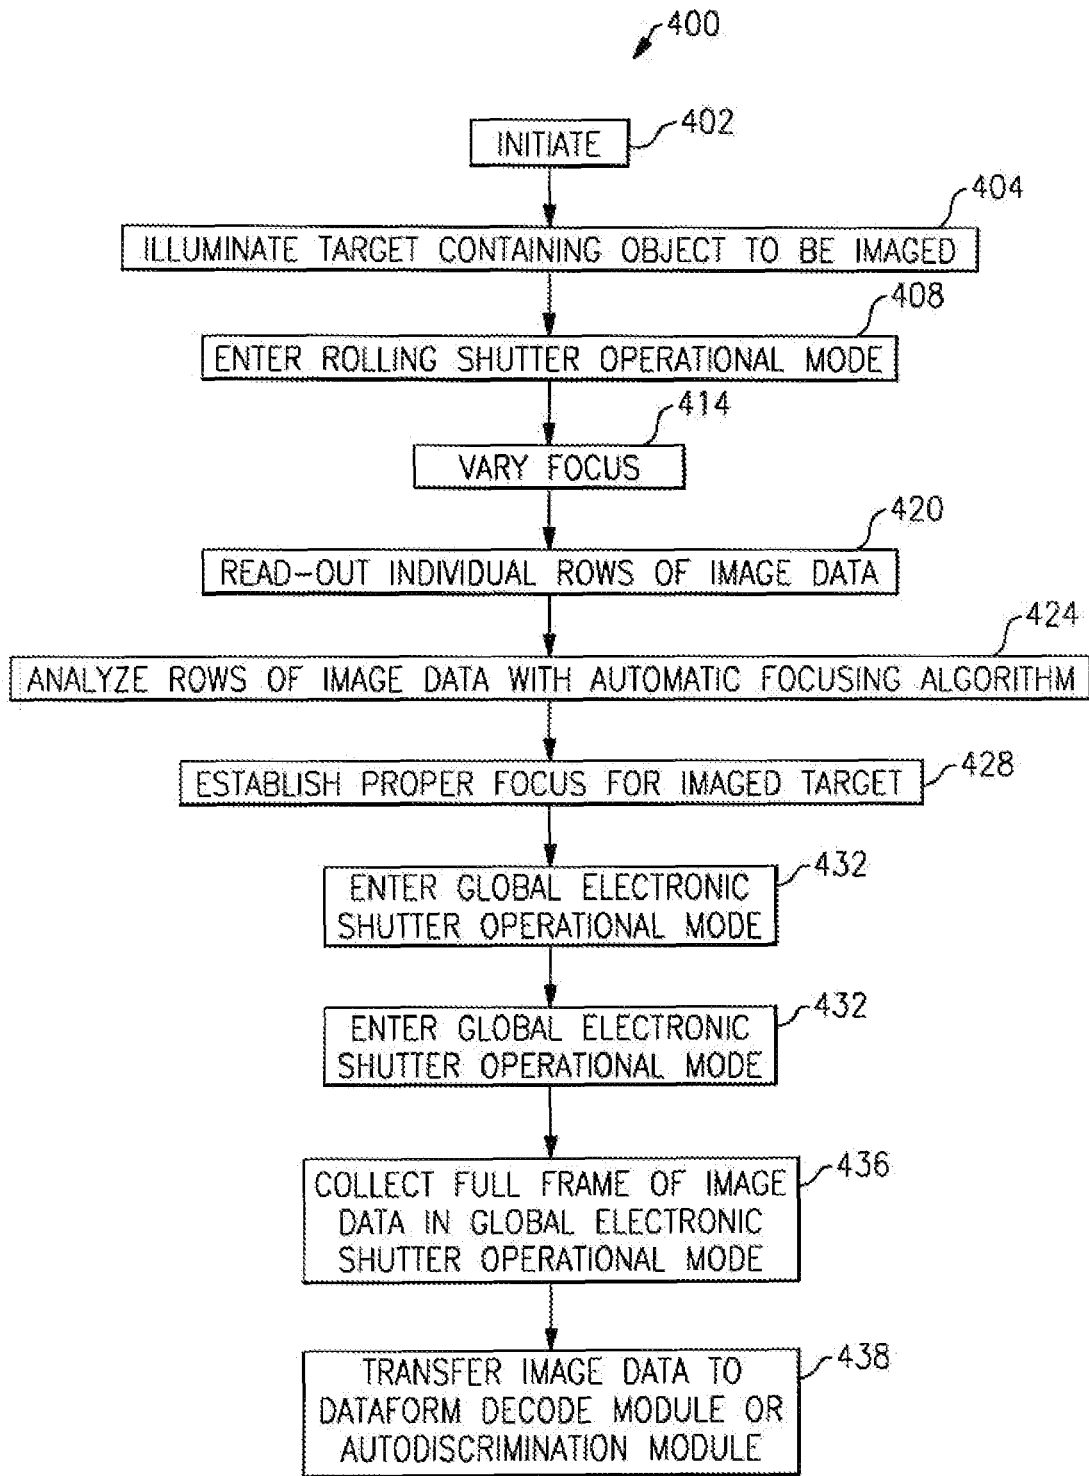 400
INITIATE
402
404
ILLUMINATE TARGET CONTAINING OBJECT TO BE IMAGED
408
ENTER ROLLING SHUTTER OPERATIONAL MODE
414
VARY FOCUS
420
READ-OUT INDIVIDUAL ROWS OF IMAGE DATA
424
ANALYZE ROWS OF IMAGE DATA WITH AUTOMATIC FOCUSING ALGORITHM
ESTABLISH PROPER FOCUS FOR IMAGED TARGET
428
ENTER GLOBAL ELECTRONIC
SHUTTER OPERATIONAL MODE
432
ENTER GLOBAL ELECTRONIC
SHUTTER OPERATIONAL MODE
432
COLLECT FULL FRAME OF IMAGE
DATA IN GLOBAL ELECTRONIC
SHUTTER OPERATIONAL MODE
436
TRANSFER IMAGE DATA TO
DATAFORM DECODE MODULE OR
AUTODISCRIMINATION MODULE
438